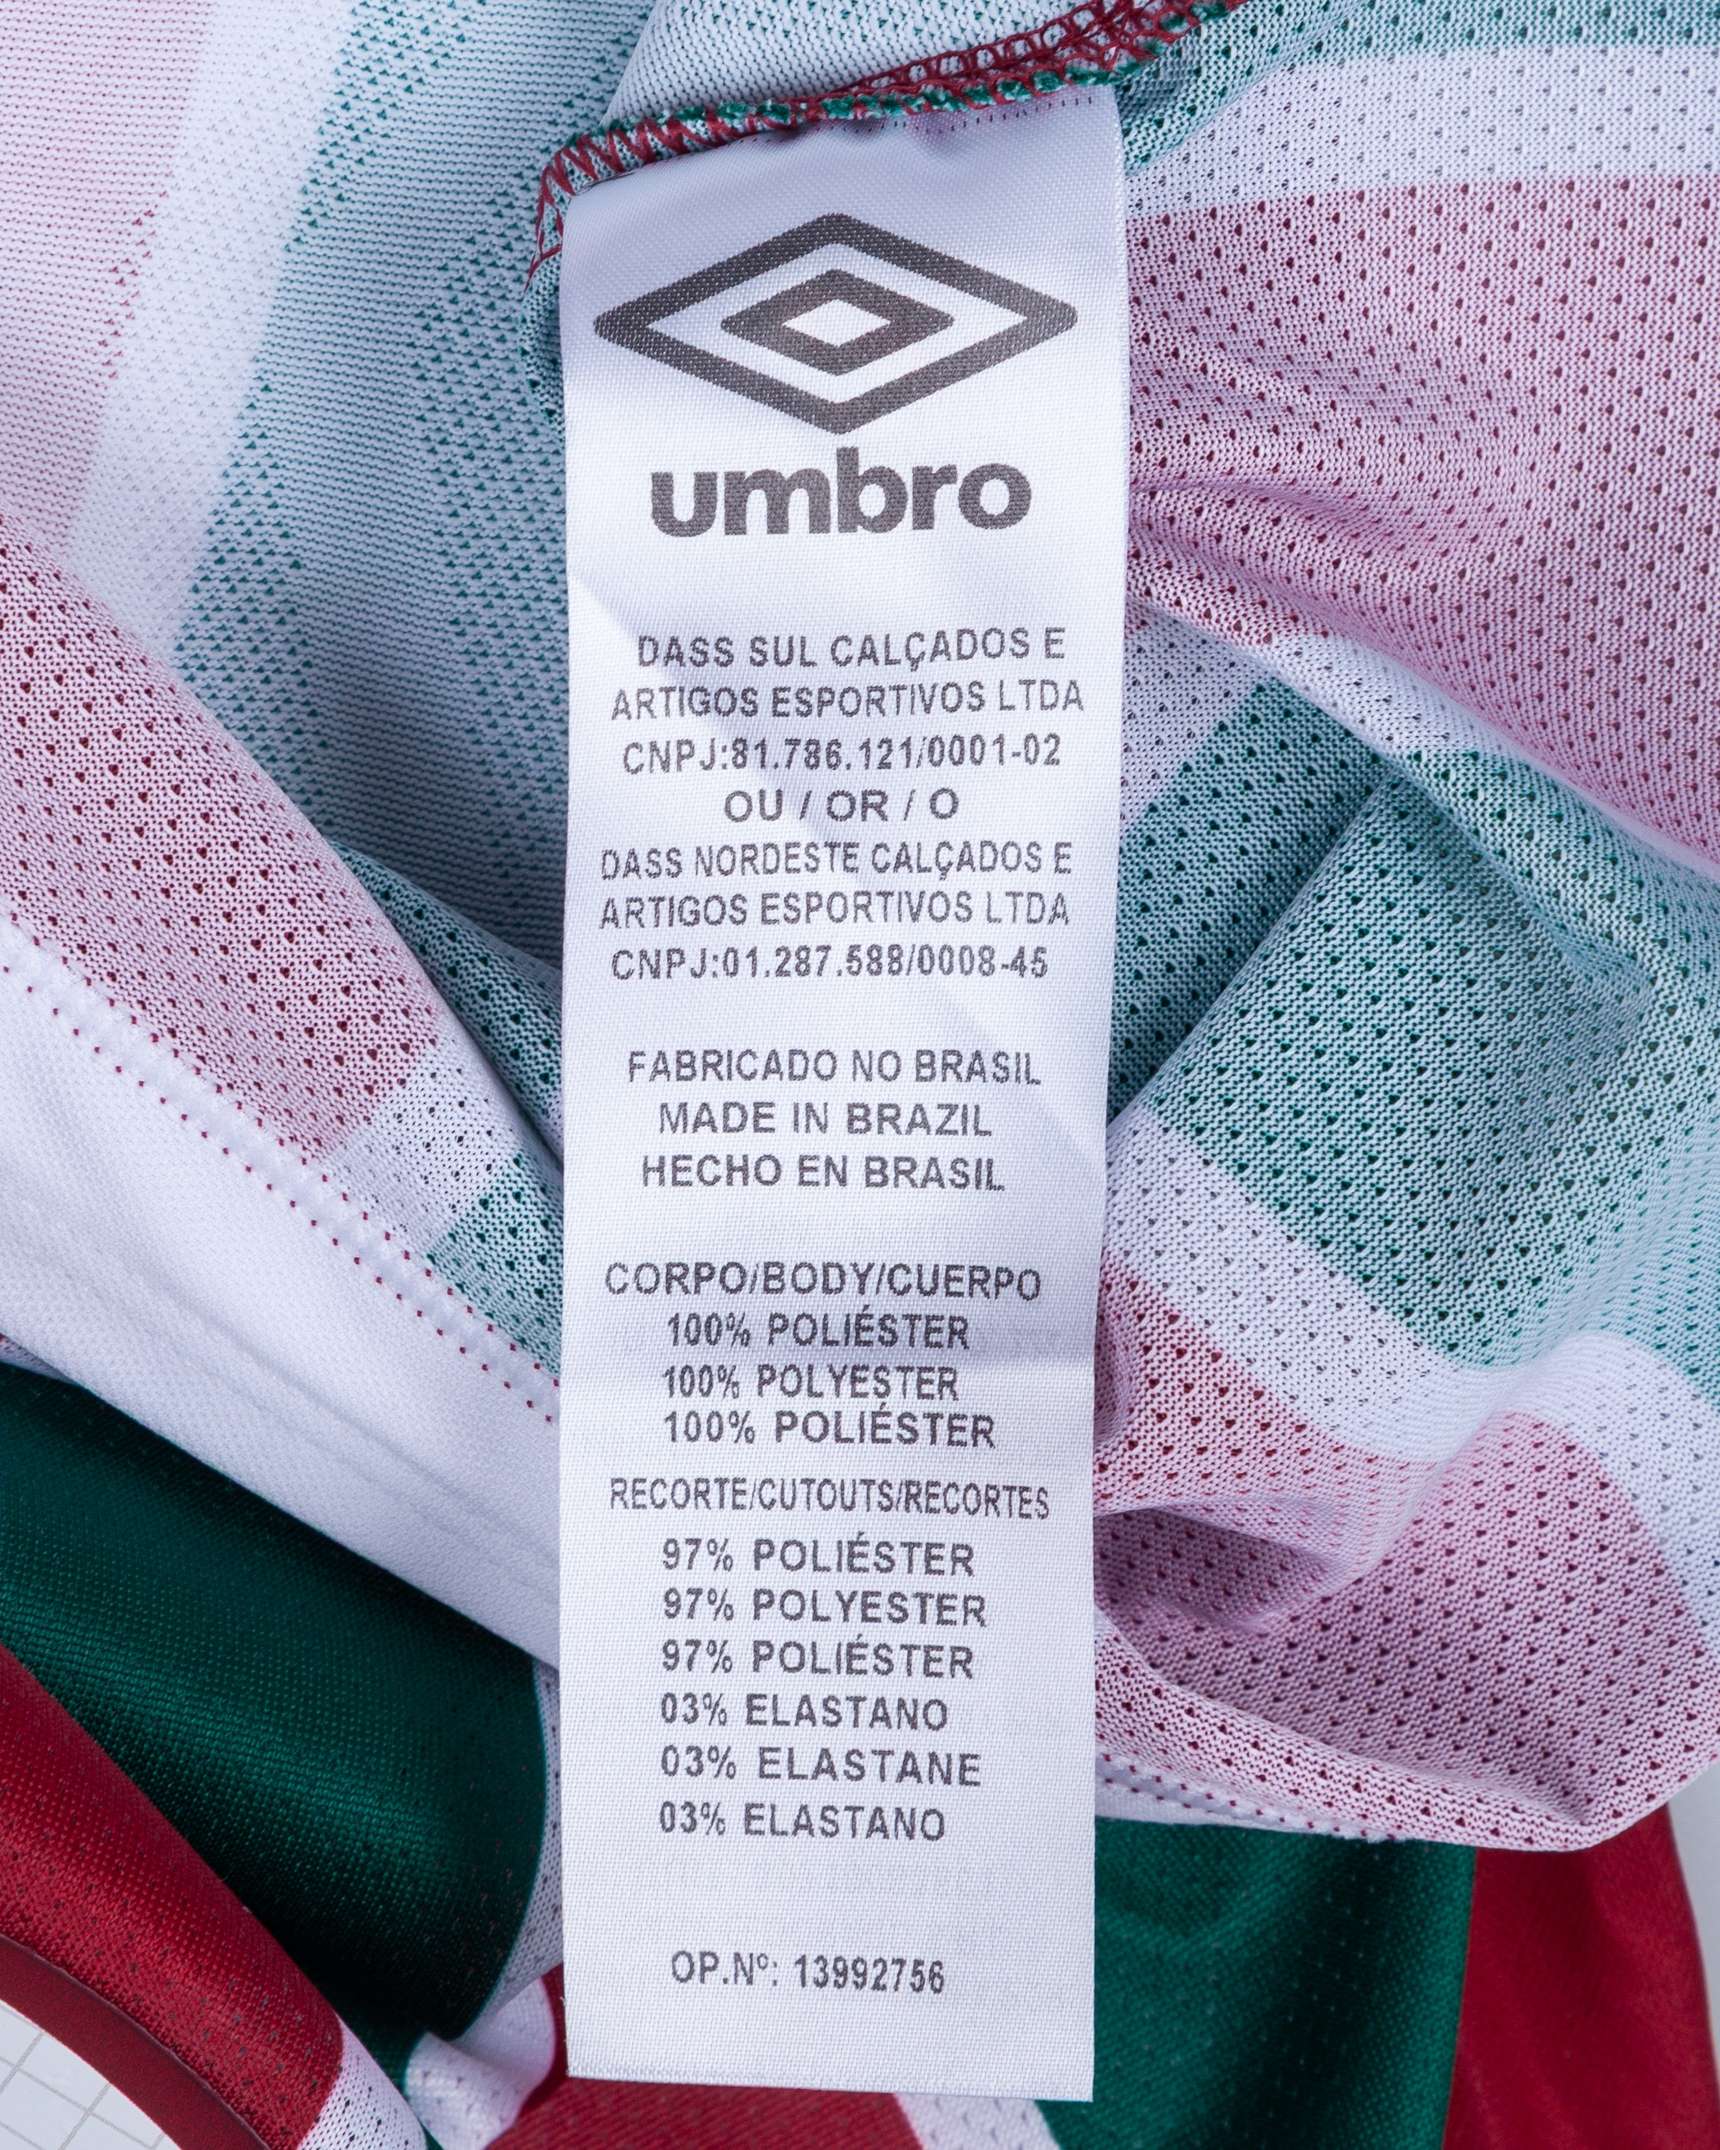 umbro
DASS SUL CALÇADOS E
ARTIGOS ESPORTIVOS LTDA
CNPJ:81.786.121/0001-02
OU / OR / O
DASS NORDESTE CALÇADOS E
ARTIGOS ESPORTIVOS LTDA
CNPJ:01.287.588/0008-45
FABRICADO NO BRASIL
MADE IN BRAZIL
HECHO EN BRASIL
CORPO/BODY/CUERPO
100% POLIÉSTER
100% POLYESTER
100% POLIÉSTER
RECORTE/CUTOUTS/RECORTES
97% POLIÉSTER
97% POLYESTER
97% POLIÉSTER
03% ELASTANO
03% ELASTANE
03% ELASTANO
OP.Nº: 13992756